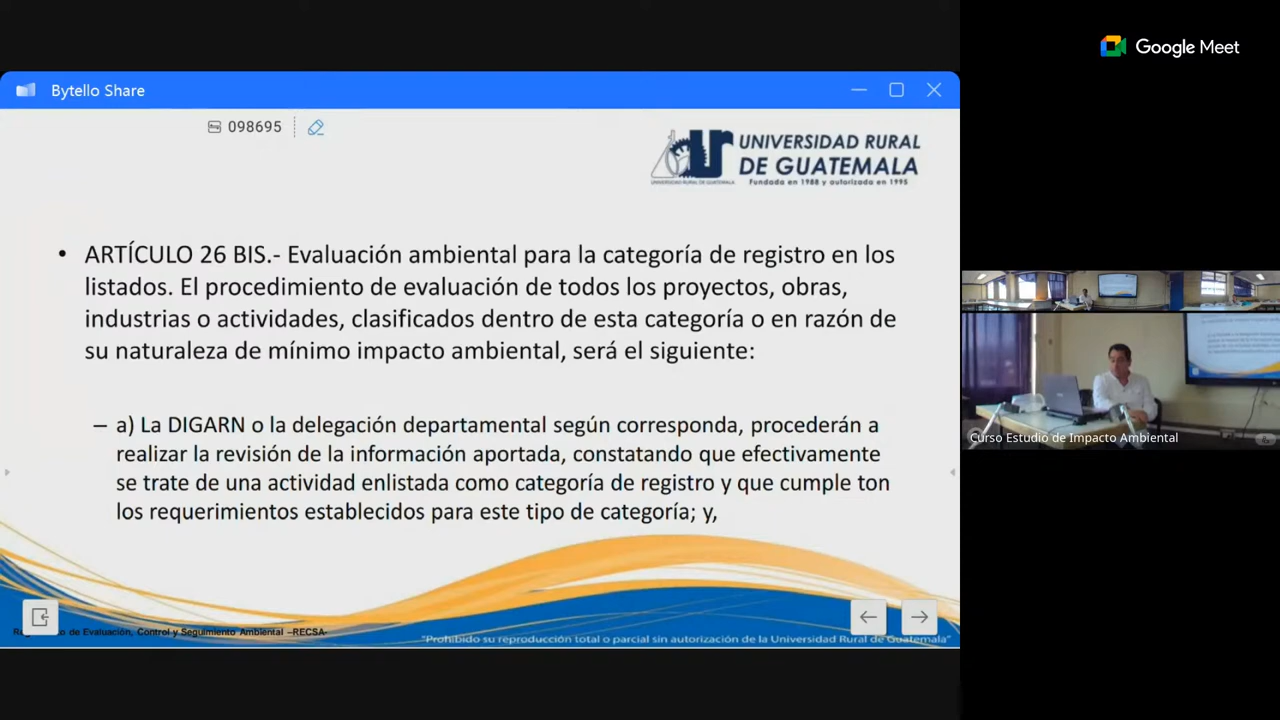 Google Meet
Bytello Share
098695
UNIVERSIDAD RURAL
DE GUATEMALA
Fundada en 1988 y autorizada en 1995
UNIVERSIDAD RURAL DE GUATEMALA
• ARTÍCULO 26 BIS.- Evaluación ambiental para la categoría de registro en los
listados. El procedimiento de evaluación de todos los proyectos, obras,
industrias o actividades, clasificados dentro de esta categoría o en razón de
su naturaleza de mínimo impacto ambiental, será el siguiente:
– a) La DIGARN o la delegación departamental según corresponda, procederán a
realizar la revisión de la información aportada, constatando que efectivamente
se trate de una actividad enlistada como categoría de registro y que cumple ton
los requerimientos establecidos para este tipo de categoría; y,
de Evaluación, Control y Seguimiento Ambiental –RECSA-
"Prohibido su reproducción total o parcial sin autorización de la Universidad Rural de Guatemala"
Curso Estudio de Impacto Ambiental